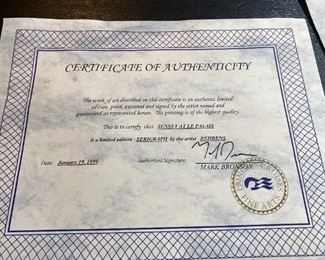 CERTIFICATE OF AUTHENTICITY
The work of art described on this certificate is an authentic limited
edition print, executed and signed by the artist named and
guaranteed as represented hereon. The pressing is of the highest quality.
This is to certify that SUNSET AT LE PALAIS
Is a limited edition SERIGRAPH by the artist BEHRENS
Date: January 19, 1999 Authorized Signature:
MARK BRONSON
FINE ARTS